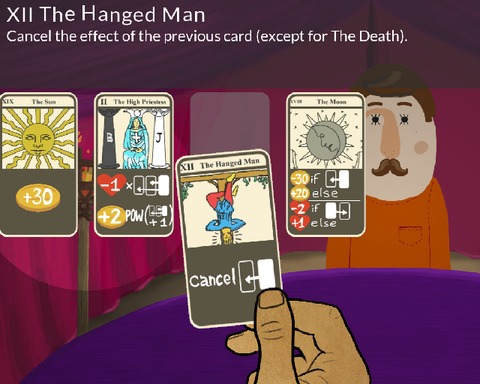 XII The Hanged Man
Cancel the effect of the previous card (except for The Death).
XIX The Sun
+30
II The High Priestess
B J
-1 x
+2 POW( +1)
XII The Hanged Man
Cancel
XVIII The Moon
-30 if
+20 else
-2 if
+1 else